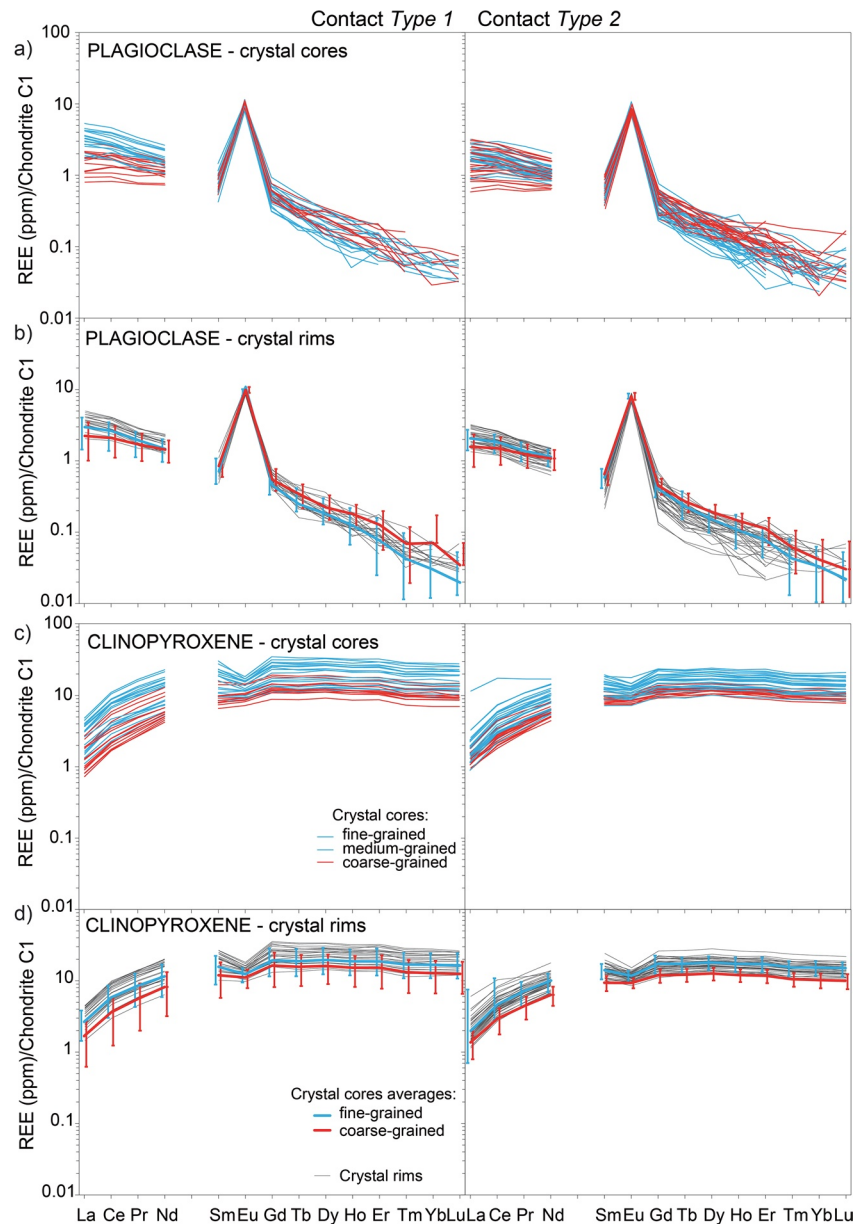 Contact Type 1
Contact Type 2
a)
PLAGIOCLASE - crystal cores
REE (ppm)/Chondrite C1
100
10
1
0.1
0.01
b)
PLAGIOCLASE - crystal rims
REE (ppm)/Chondrite C1
10
1
0.1
0.01
c)
CLINOPYROXENE - crystal cores
REE (ppm)/Chondrite C1
100
10
1
0.1
0.01
Crystal cores:
fine-grained
medium-grained
coarse-grained
d)
CLINOPYROXENE - crystal rims
REE (ppm)/Chondrite C1
10
1
0.1
0.01
Crystal cores averages:
fine-grained
coarse-grained
Crystal rims
La Ce Pr Nd Sm Eu Gd Tb Dy Ho Er Tm Yb Lu La Ce Pr Nd Sm Eu Gd Tb Dy Ho Er Tm Yb Lu